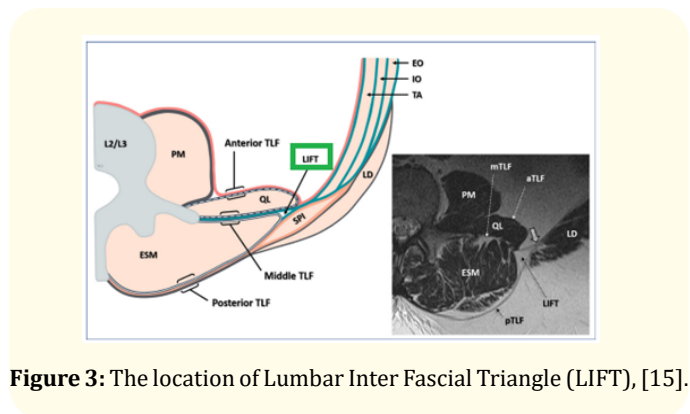 EO
IO
TA
L2/L3
PM
Anterior TLF
LIFT
LD
QL
SPI
ESM
Middle TLF
Posterior TLF
mTLF
aTLF
PM
QL
LD
ESM
LIFT
pTLF
Figure 3: The location of Lumbar Inter Fascial Triangle (LIFT), [15].